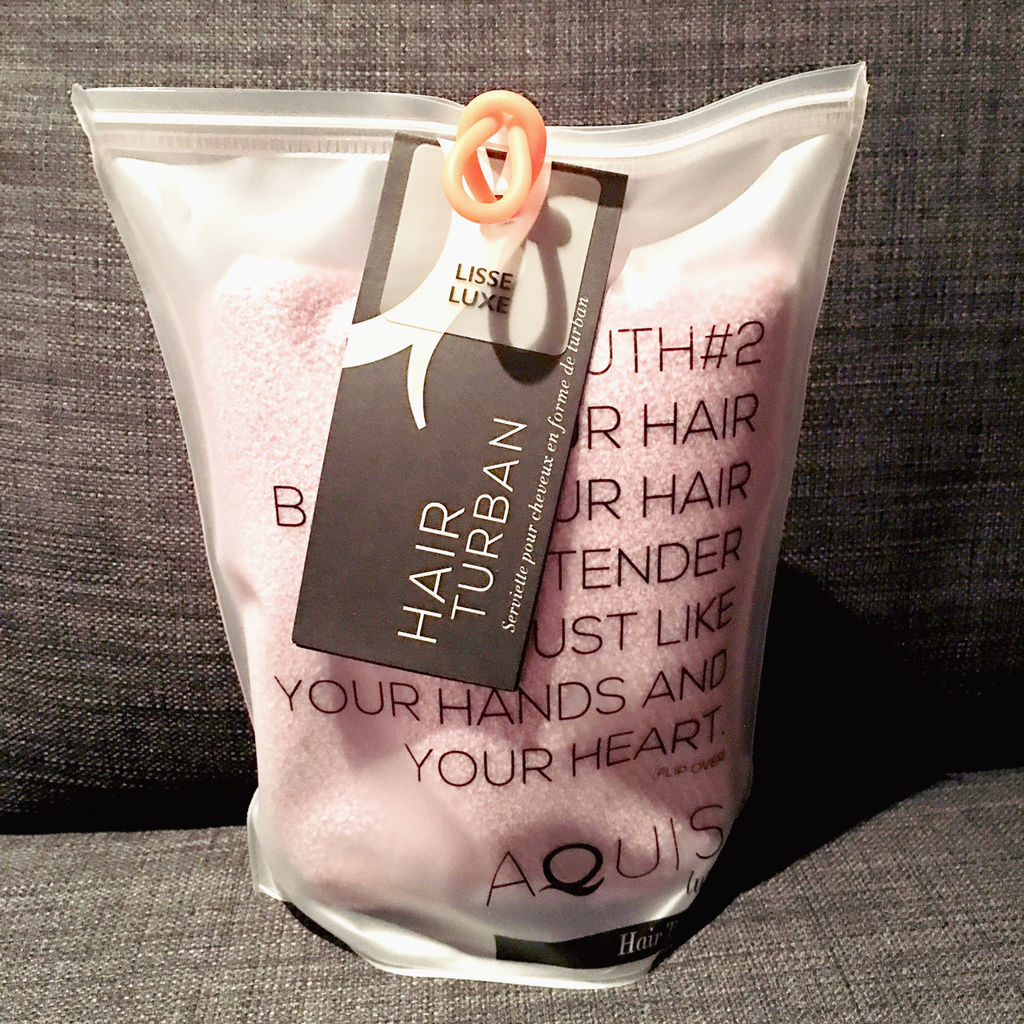 LISSE
LUXE
HAIR
TURBAN
Serviette pour cheveux en forme de turban
UTH#2
UR HAIR
B UR HAIR
TENDER
UST LIKE
YOUR HANDS AND
YOUR HEART.
(FLIP OVER)
AQUIS
Hair